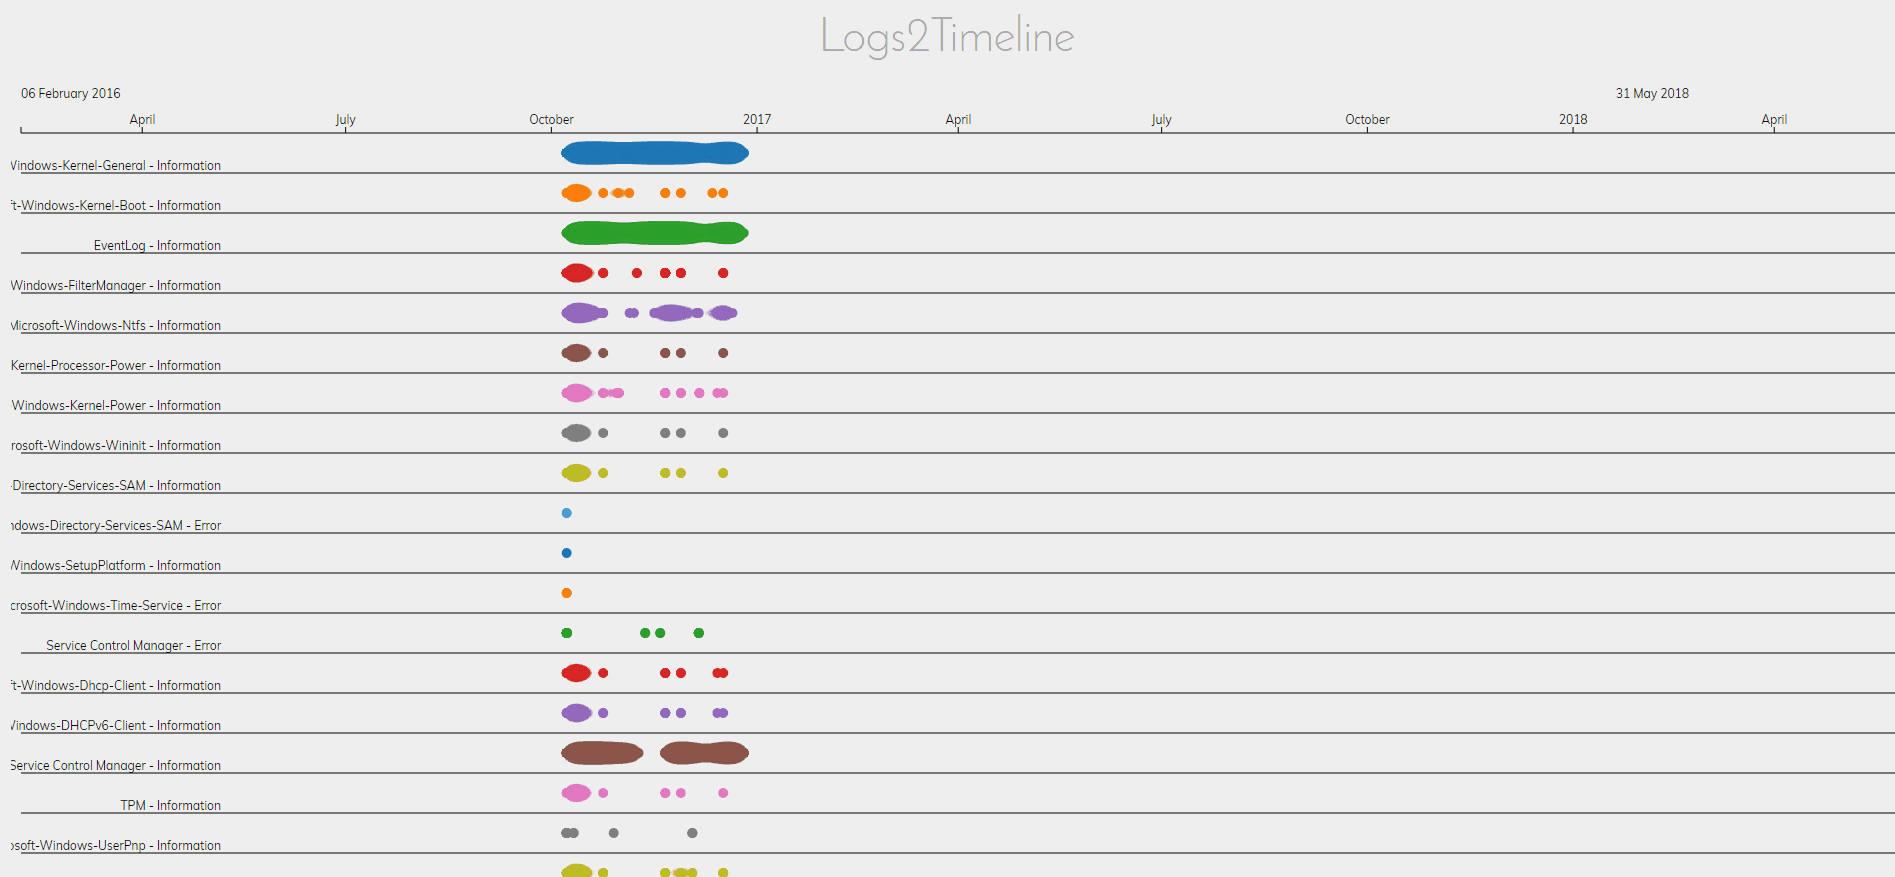 Logs2Timeline
06 February 2016
31 May 2018
April
July
October
2017
April
July
October
2018
April
Windows-Kernel-General - Information
t-Windows-Kernel-Boot - Information
EventLog - Information
Windows-FilterManager - Information
Microsoft-Windows-Ntfs - Information
Kernel-Processor-Power - Information
Windows-Kernel-Power - Information
rosoft-Windows-Wininit - Information
-Directory-Services-SAM - Information
ndows-Directory-Services-SAM - Error
Windows-SetupPlatform - Information
crosoft-Windows-Time-Service - Error
Service Control Manager - Error
t-Windows-Dhcp-Client - Information
Windows-DHCPv6-Client - Information
Service Control Manager - Information
TPM - Information
osoft-Windows-UserPnp - Information